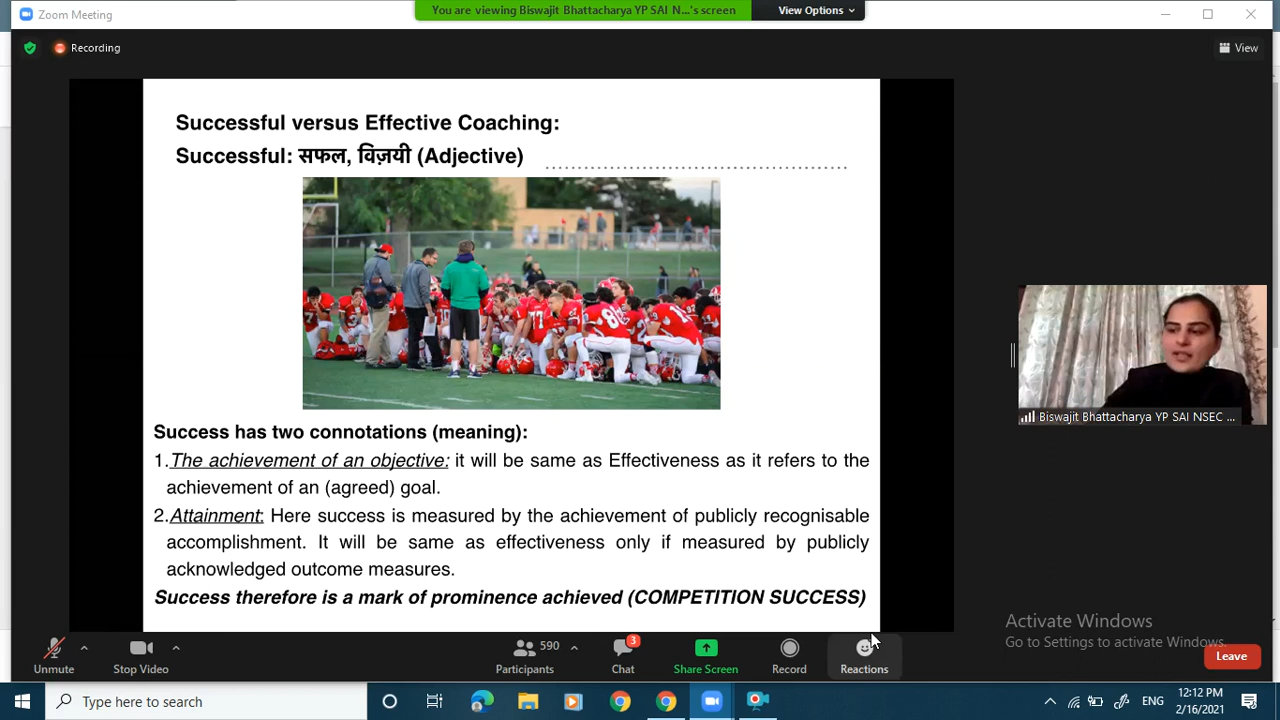 Zoom Meeting
You are viewing Biswajit Bhattacharya YP SAI N...'s screen
View Options
Recording
View
Successful versus Effective Coaching:
Successful: सफल, विज़यी (Adjective)
Success has two connotations (meaning):
1.The achievement of an objective: it will be same as Effectiveness as it refers to the
achievement of an (agreed) goal.
2.Attainment: Here success is measured by the achievement of publicly recognisable
accomplishment. It will be same as effectiveness only if measured by publicly
acknowledged outcome measures.
Success therefore is a mark of prominence achieved (COMPETITION SUCCESS)
Biswajit Bhattacharya YP SAI NSEC ...
Activate Windows
Go to Settings to activate Windows.
Unmute
Stop Video
590
Participants
3
Chat
Share Screen
Record
Reactions
Leave
Type here to search
ENG
12:12 PM
2/16/2021